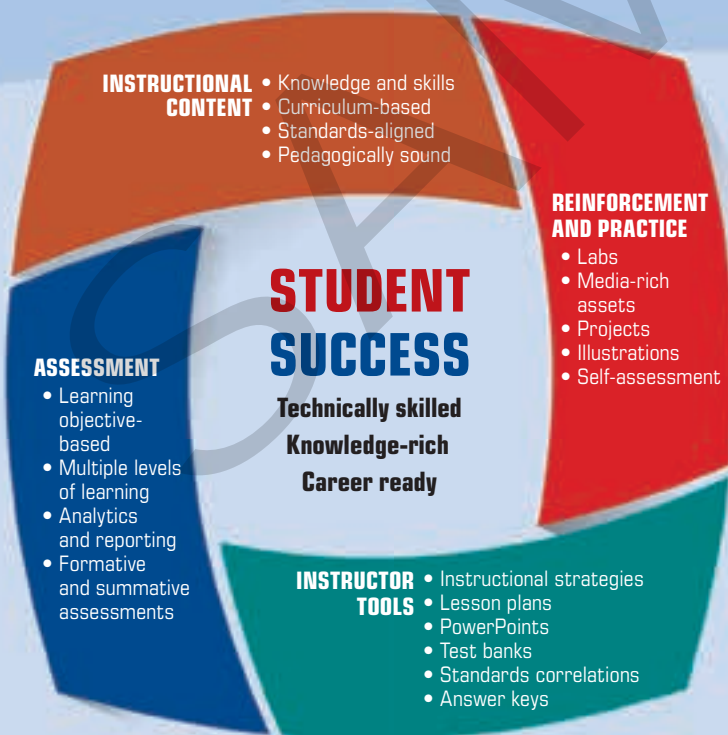 INSTRUCTIONAL CONTENT
• Knowledge and skills
• Curriculum-based
• Standards-aligned
• Pedagogically sound
REINFORCEMENT
AND PRACTICE
• Labs
• Media-rich
assets
• Projects
• Illustrations
• Self-assessment
STUDENT
SUCCESS
Technically skilled
Knowledge-rich
Career ready
ASSESSMENT
• Learning
objective-
based
• Multiple levels
of learning
• Analytics
and reporting
• Formative
and summative
assessments
INSTRUCTOR
TOOLS
• Instructional strategies
• Lesson plans
• PowerPoints
• Test banks
• Standards correlations
• Answer keys